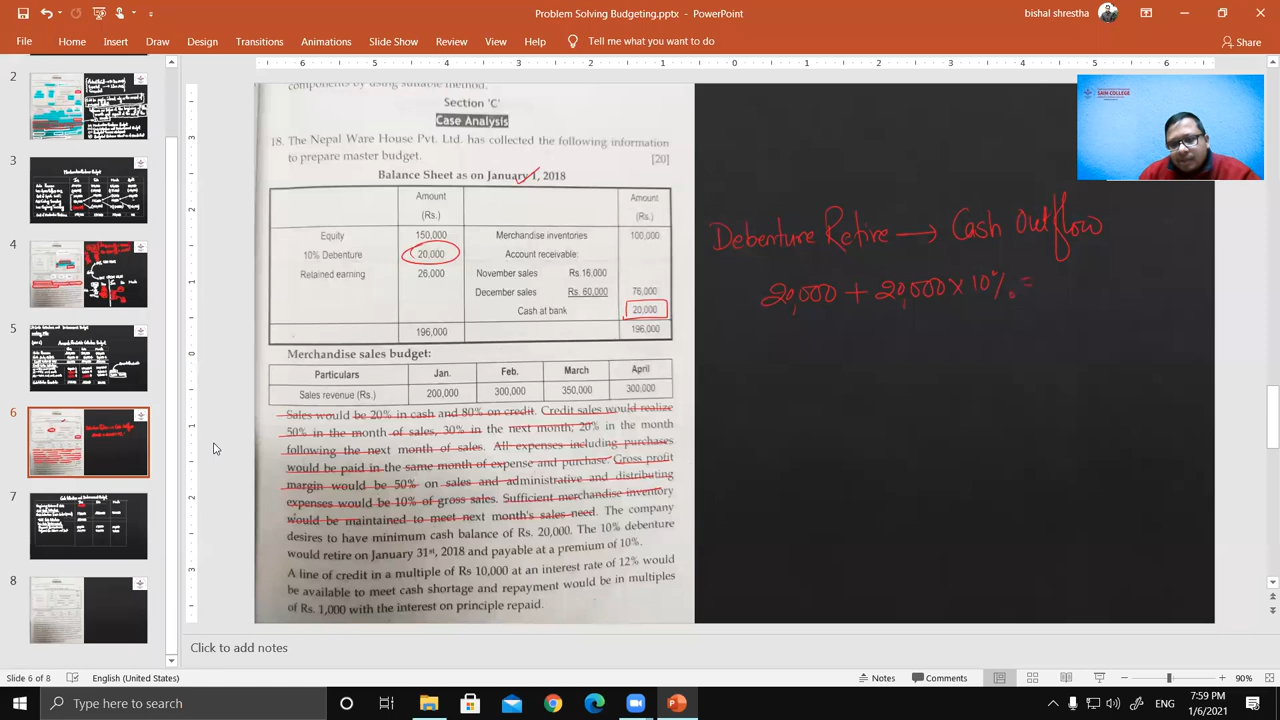 Problem Solving Budgeting.pptx - PowerPoint
bishal shrestha
File Home Insert Draw Design Transitions Animations Slide Show Review View Help Tell me what you want to do Share
SAIM COLLEGE
components by using suitable method.
Section 'C'
Case Analysis
18. The Nepal Ware House Pvt. Ltd. has collected the following information
to prepare master budget. [20]
Balance Sheet as on January 1, 2018
Amount (Rs.) Amount (Rs.)
Equity 150,000 Merchandise inventories 100,000
10% Debenture 20,000 Account receivable:
Retained earning 26,000 November sales Rs.16,000
December sales Rs. 60,000 76,000
Cash at bank 20,000
196,000 196,000
Merchandise sales budget:
Particulars Jan. Feb. March April
Sales revenue (Rs.) 200,000 300,000 350,000 300,000
Sales would be 20% in cash and 80% on credit. Credit sales would realize
50% in the month of sales, 30% in the next month, 20% in the month
following the next month of sales. All expenses including purchases
would be paid in the same month of expense and purchase. Gross profit
margin would be 50% on sales and administrative and distributing
expenses would be 10% of gross sales. Sufficient merchandise inventory
would be maintained to meet next month's sales need. The company
desires to have minimum cash balance of Rs. 20,000. The 10% debenture
would retire on January 31st, 2018 and payable at a premium of 10%.
A line of credit in a multiple of Rs 10,000 at an interest rate of 12% would
be available to meet cash shortage and repayment would be in multiples
of Rs. 1,000 with the interest on principle repaid.
Debenture Retire → Cash Outflow
20,000 + 20,000 × 10% =
2
3
4
5
6
7
8
Click to add notes
Slide 6 of 8 English (United States) Notes Comments 90%
Type here to search
7:59 PM
1/6/2021